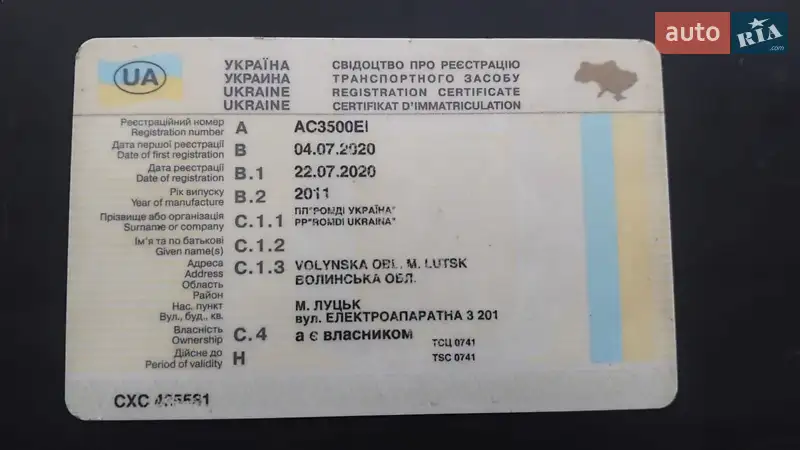 auto RIA .com
UA
УКРАЇНА СВІДОЦТВО ПРО РЕЄСТРАЦІЮ
УКРАИНА ТРАНСПОРТНОГО ЗАСОБУ
UKRAINE REGISTRATION CERTIFICATE
UKRAINE CERTIFICAT D'IMMATRICULATION
Реєстраційний номер
Registration number A AC3500EI
Дата першої реєстрації
Date of first registration B 04.07.2020
Дата реєстрації
Date of registration B.1 22.07.2020
Рік випуску
Year of manufacture B.2 2011
Прізвище або організація
Surname or company C.1.1 ПП"РОМДІ УКРАЇНА"
PP"ROMDI UKRAINA"
Ім'я та по батькові
Given name(s) C.1.2
Адреса
Address C.1.3 VOLYNSKA OBL. M. LUTSK
Область ВОЛИНСЬКА ОБЛ.
Район
Нас. пункт М. ЛУЦЬК
Вул., буд., кв. вул. ЕЛЕКТРОАПАРАТНА 3 201
Власність
Ownership C.4 а є власником ТСЦ 0741
Дійсне до
Period of validity H TSC 0741
СХС